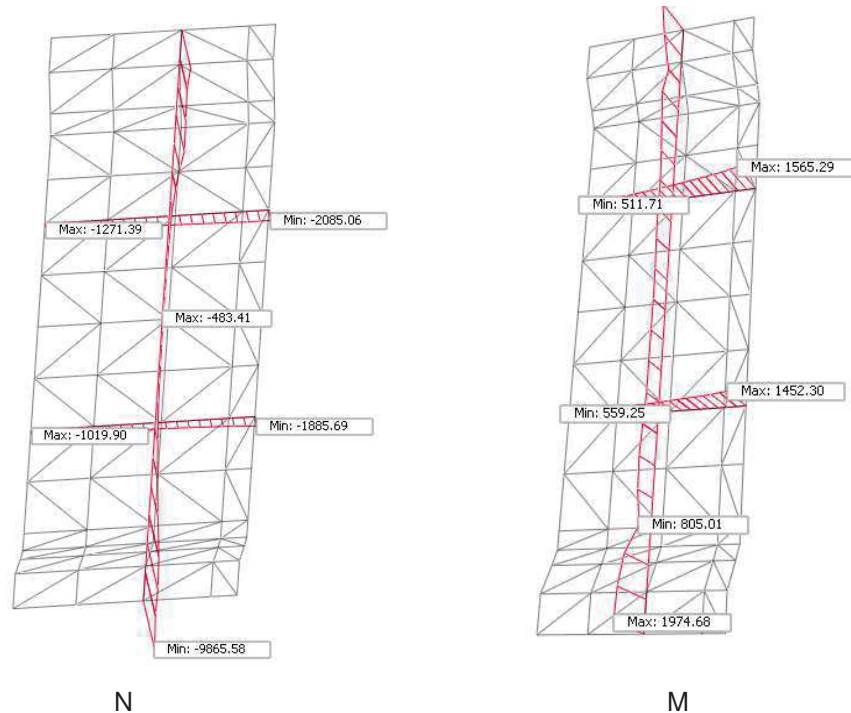 Max: -1271.39
Min: -2085.06
Max: -483.41
Max: -1019.90
Min: -1885.69
Min: -9865.58
N
Max: 1565.29
Min: 511.71
Max: 1452.30
Min: 559.25
Min: 805.01
Max: 1974.68
M